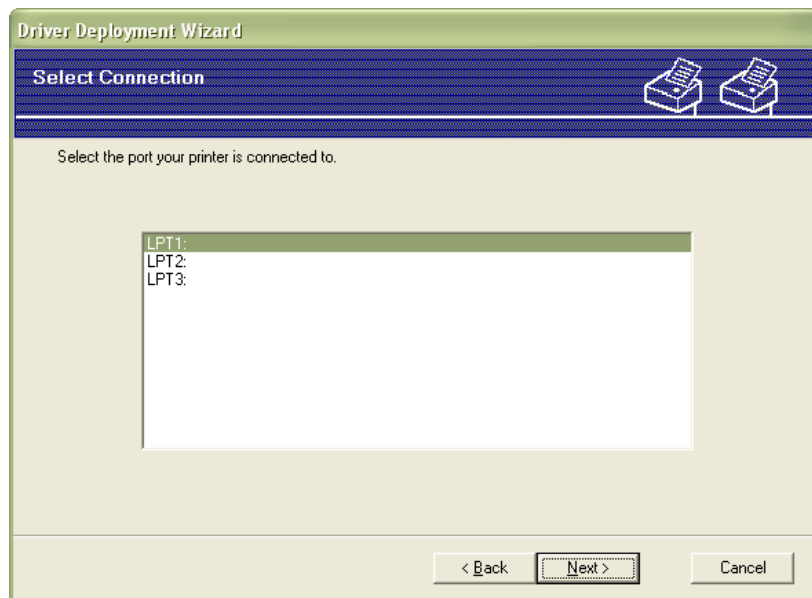 Driver Deployment Wizard
Select Connection
Select the port your printer is connected to.
LPT1:
LPT2:
LPT3:
< Back
Next >
Cancel